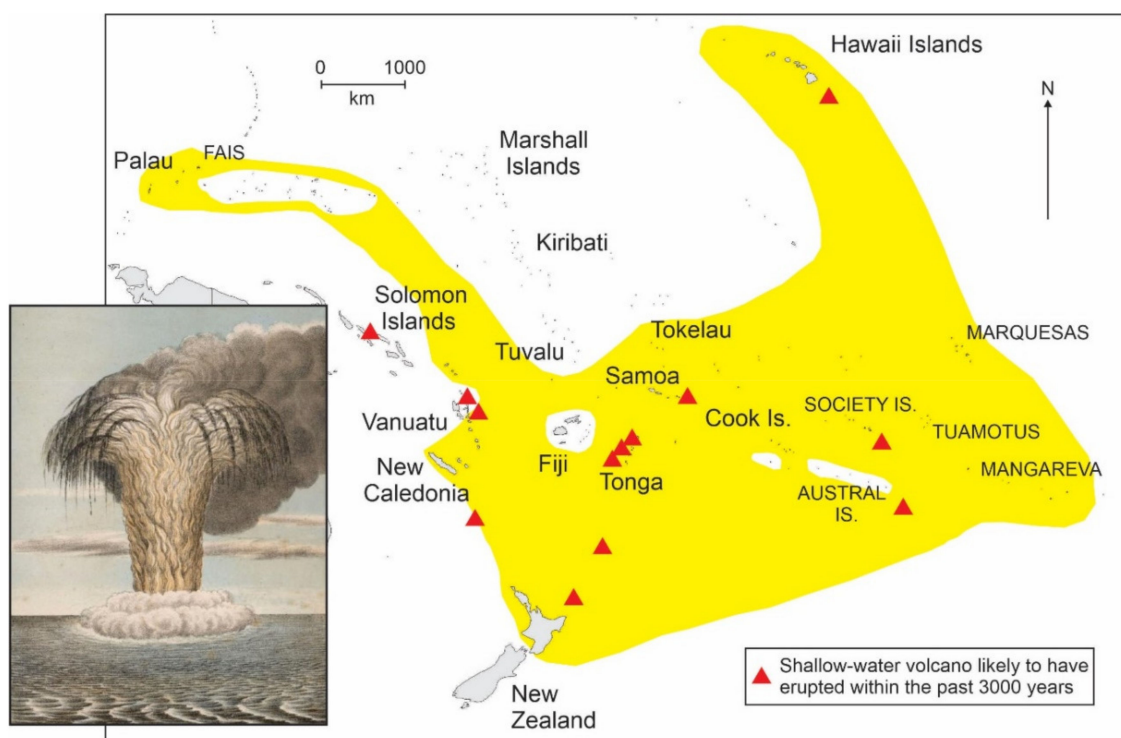 Hawaii Islands
0 1000
km
N
Marshall
Islands
Palau
FAIS
Kiribati
Solomon
Islands
Tuvalu
Tokelau
MARQUESAS
Samoa
Vanuatu
Cook Is.
SOCIETY IS.
TUAMOTUS
Fiji
Tonga
MANGAREVA
New
Caledonia
AUSTRAL
IS.
Shallow-water volcano likely to have
erupted within the past 3000 years
New
Zealand